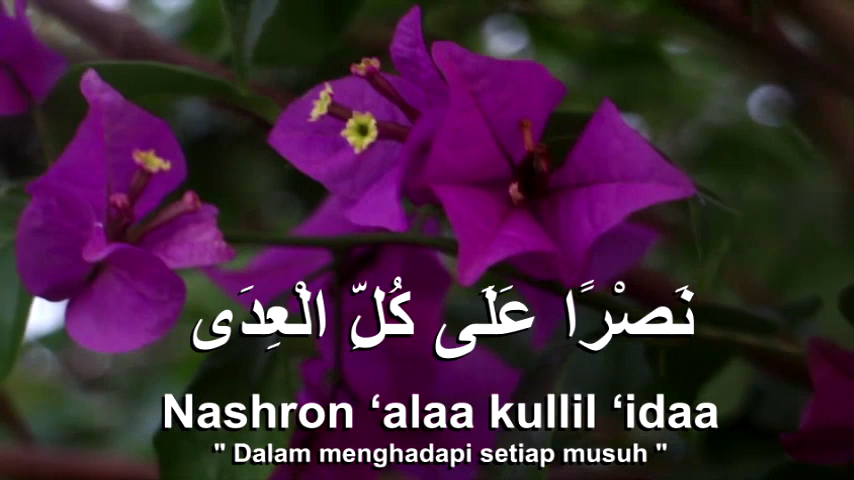 نَصْرًا عَلَى كُلِّ الْعِدَى
Nashron ‘alaa kullil ‘idaa
" Dalam menghadapi setiap musuh "